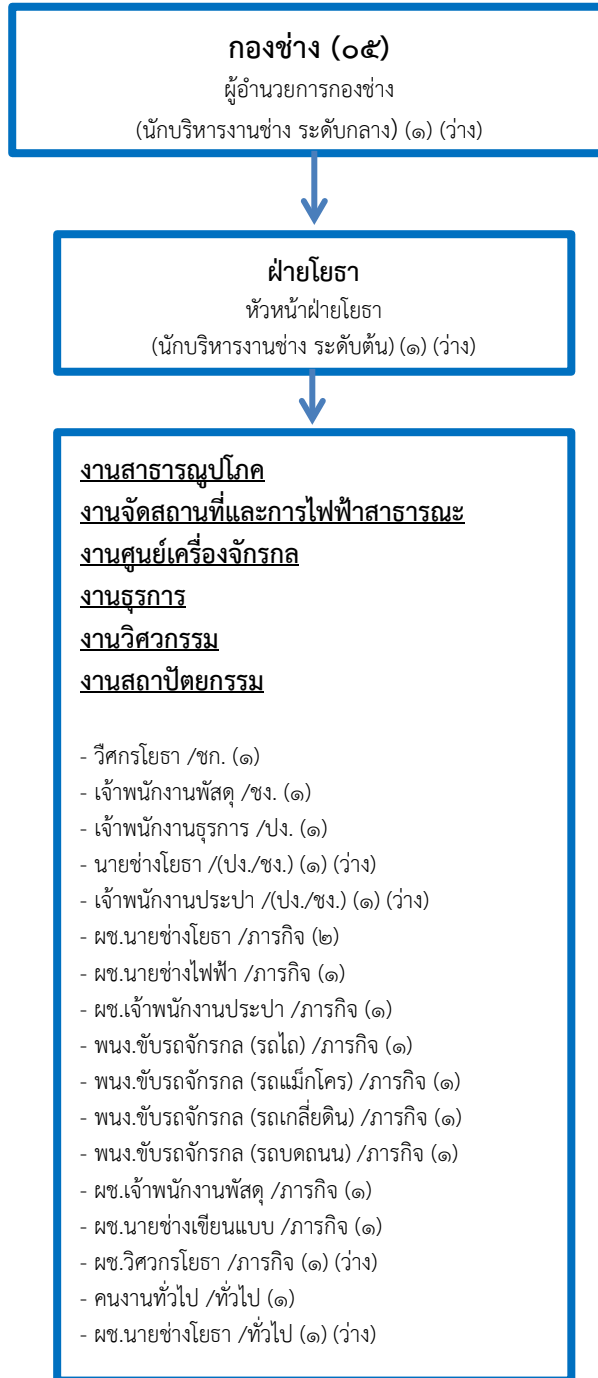 กองช่าง (๐๕)
ผู้อำนวยการกองช่าง
(นักบริหารงานช่าง ระดับกลาง) (๑) (ว่าง)
ฝ่ายโยธา
หัวหน้าฝ่ายโยธา
(นักบริหารงานช่าง ระดับต้น) (๑) (ว่าง)
งานสาธารณูปโภค
งานจัดสถานที่และการไฟฟ้าสาธารณะ
งานศูนย์เครื่องจักรกล
งานธุรการ
งานวิศวกรรม
งานสถาปัตยกรรม
- วืศกรโยธา /ชก. (๑)
- เจ้าพนักงานพัสดุ /ชง. (๑)
- เจ้าพนักงานธุรการ /ปง. (๑)
- นายช่างโยธา /(ปง./ชง.) (๑) (ว่าง)
- เจ้าพนักงานประปา /(ปง./ชง.) (๑) (ว่าง)
- ผช.นายช่างโยธา /ภารกิจ (๒)
- ผช.นายช่างไฟฟ้า /ภารกิจ (๑)
- ผช.เจ้าพนักงานประปา /ภารกิจ (๑)
- พนง.ขับรถจักรกล (รถไถ) /ภารกิจ (๑)
- พนง.ขับรถจักรกล (รถแม็กโคร) /ภารกิจ (๑)
- พนง.ขับรถจักรกล (รถเกลี่ยดิน) /ภารกิจ (๑)
- พนง.ขับรถจักรกล (รถบดถนน) /ภารกิจ (๑)
- ผช.เจ้าพนักงานพัสดุ /ภารกิจ (๑)
- ผช.นายช่างเขียนแบบ /ภารกิจ (๑)
- ผช.วิศวกรโยธา /ภารกิจ (๑) (ว่าง)
- คนงานทั่วไป /ทั่วไป (๑)
- ผช.นายช่างโยธา /ทั่วไป (๑) (ว่าง)